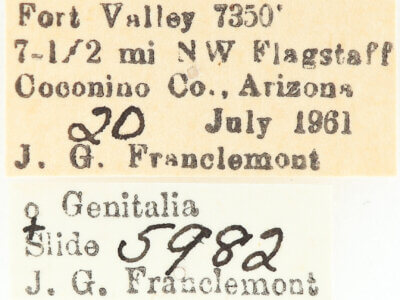 Fort Valley 7350'
7-1/2 mi NW Flagstaff
Coconino Co., Arizona
20 July 1961
J. G. Franclemont
♀ Genitalia
Slide 5982
J. G. Franclemont